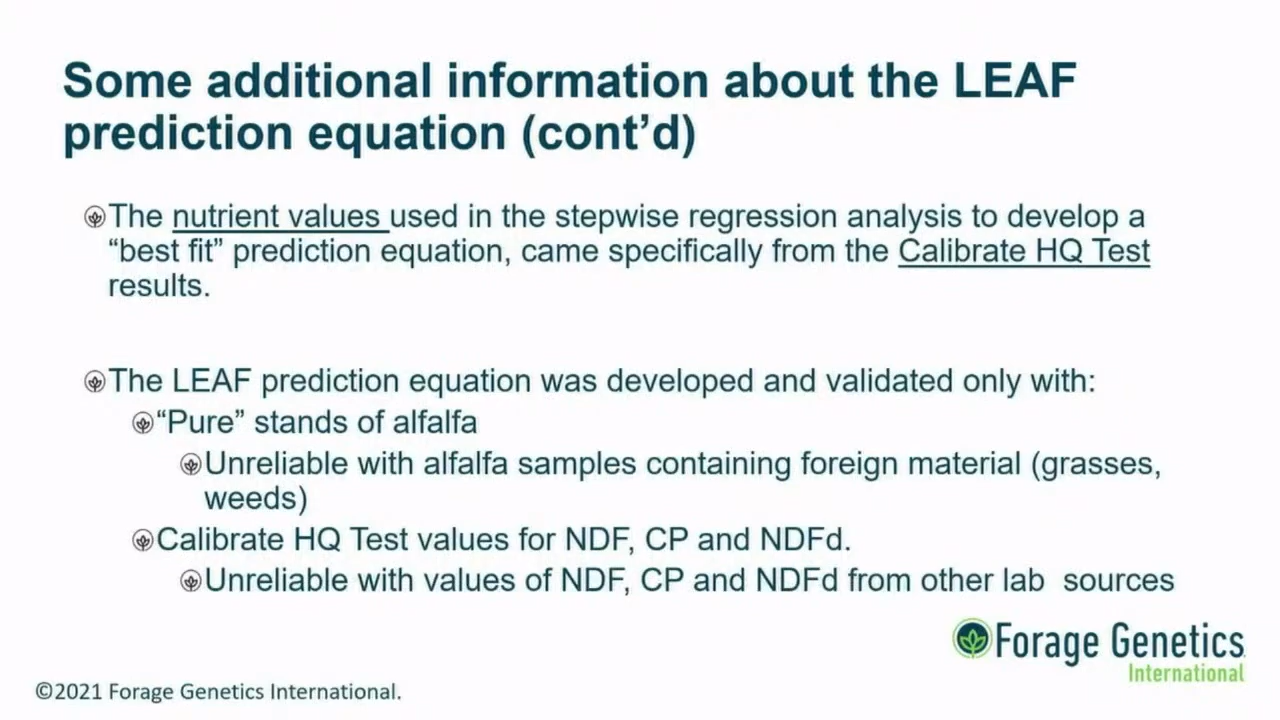 Some additional information about the LEAF
prediction equation (cont’d)
The nutrient values used in the stepwise regression analysis to develop a
“best fit” prediction equation, came specifically from the Calibrate HQ Test
results.
The LEAF prediction equation was developed and validated only with:
“Pure” stands of alfalfa
Unreliable with alfalfa samples containing foreign material (grasses,
weeds)
Calibrate HQ Test values for NDF, CP and NDFd.
Unreliable with values of NDF, CP and NDFd from other lab  sources
Forage Genetics
International
©2021 Forage Genetics International.